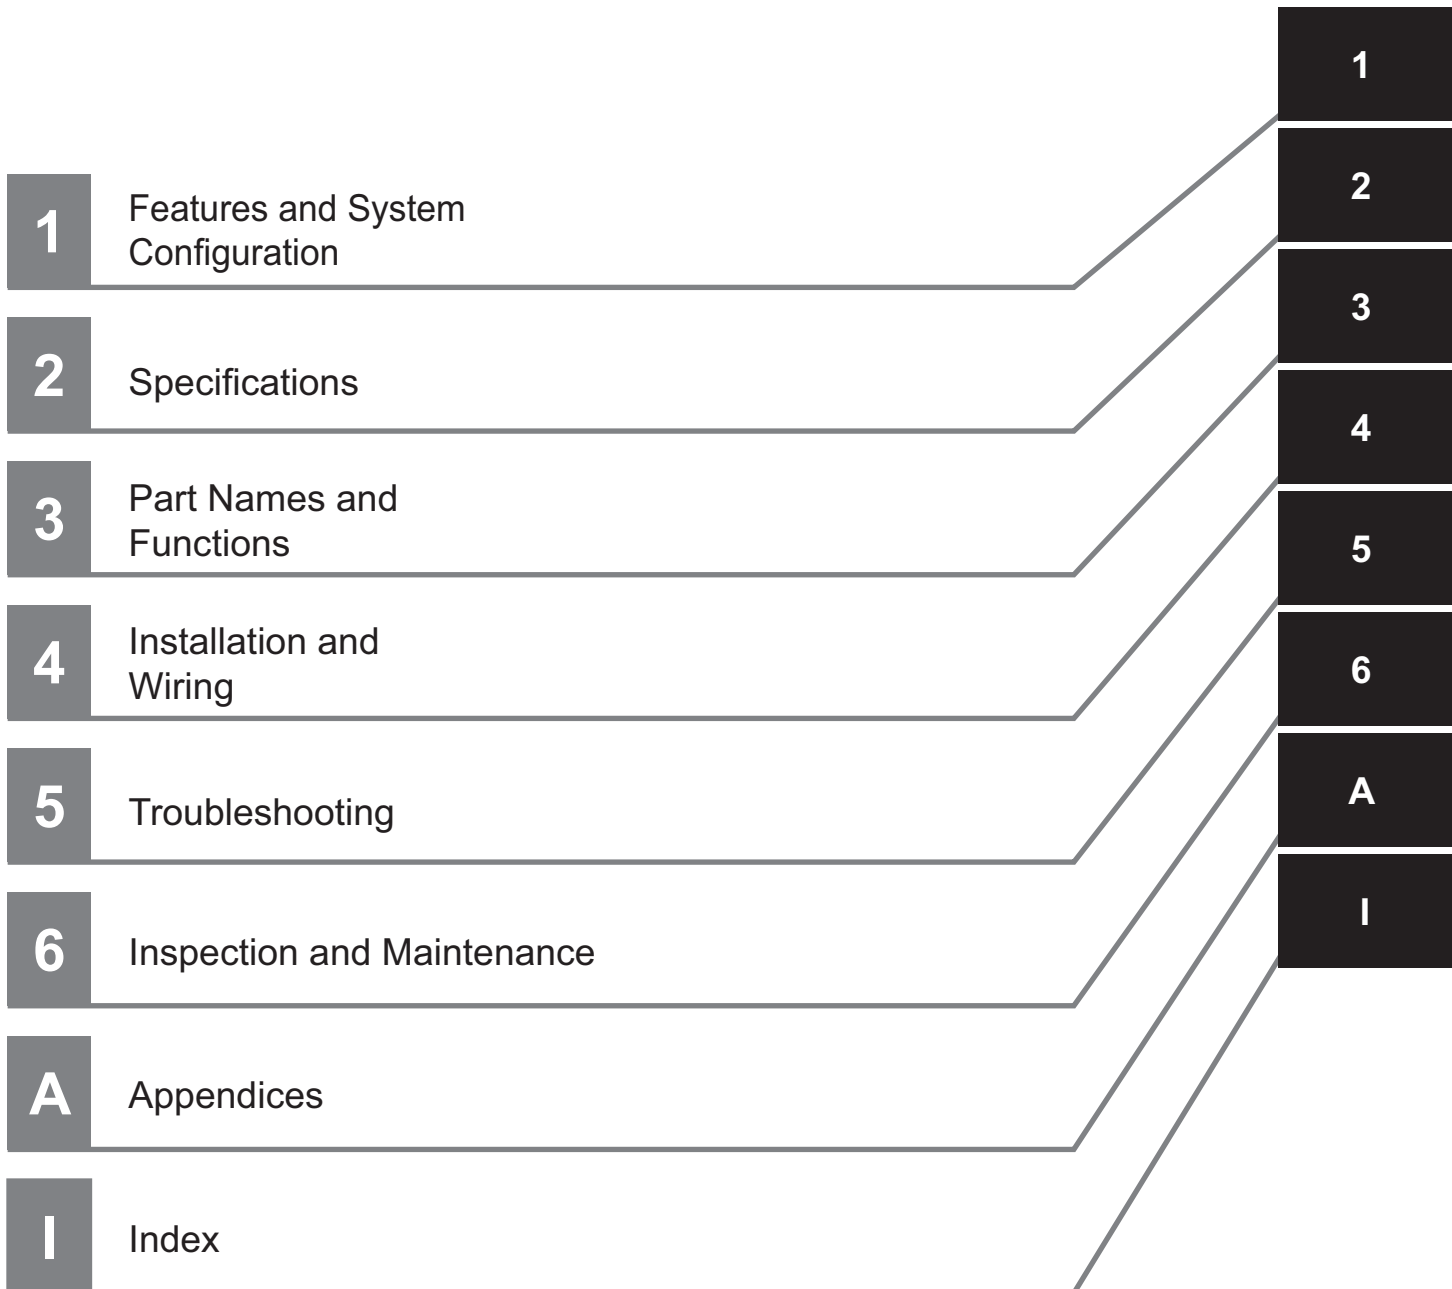 1
Features and System
Configuration
2
Specifications
3
Part Names and
Functions
4
Installation and
Wiring
5
Troubleshooting
6
Inspection and Maintenance
A
Appendices
I
Index
1
2
3
4
5
6
A
I